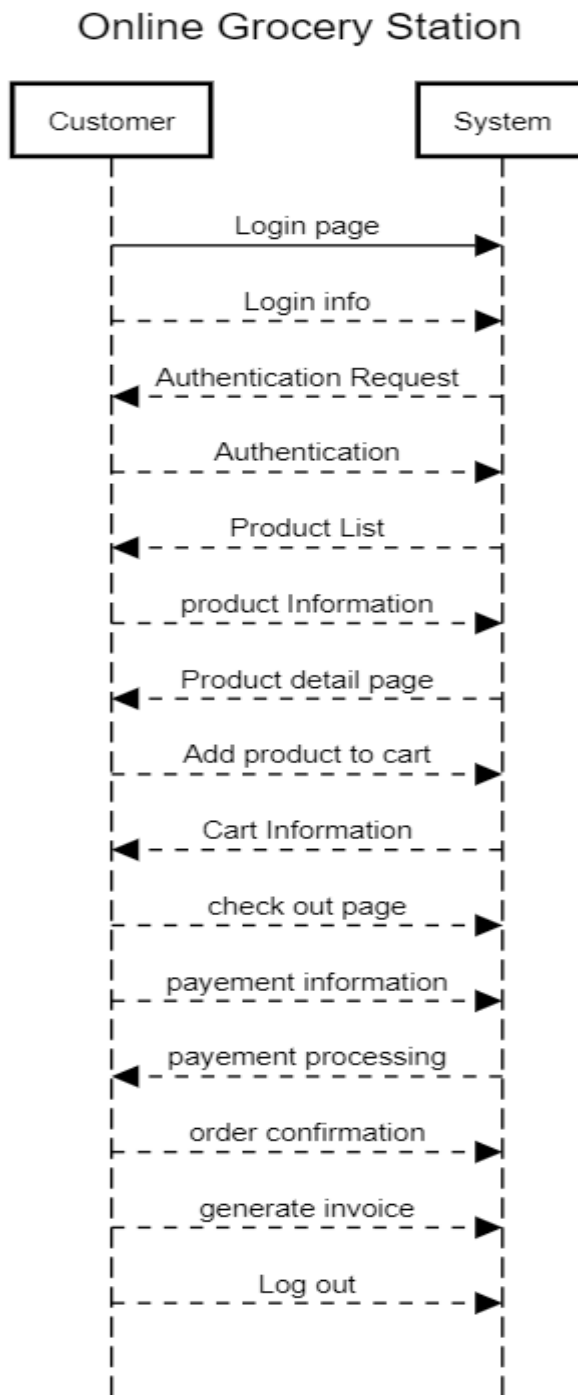 Online Grocery Station
Customer
System
Login page
Login info
Authentication Request
Authentication
Product List
product Information
Product detail page
Add product to cart
Cart Information
check out page
payement information
payement processing
order confirmation
generate invoice
Log out